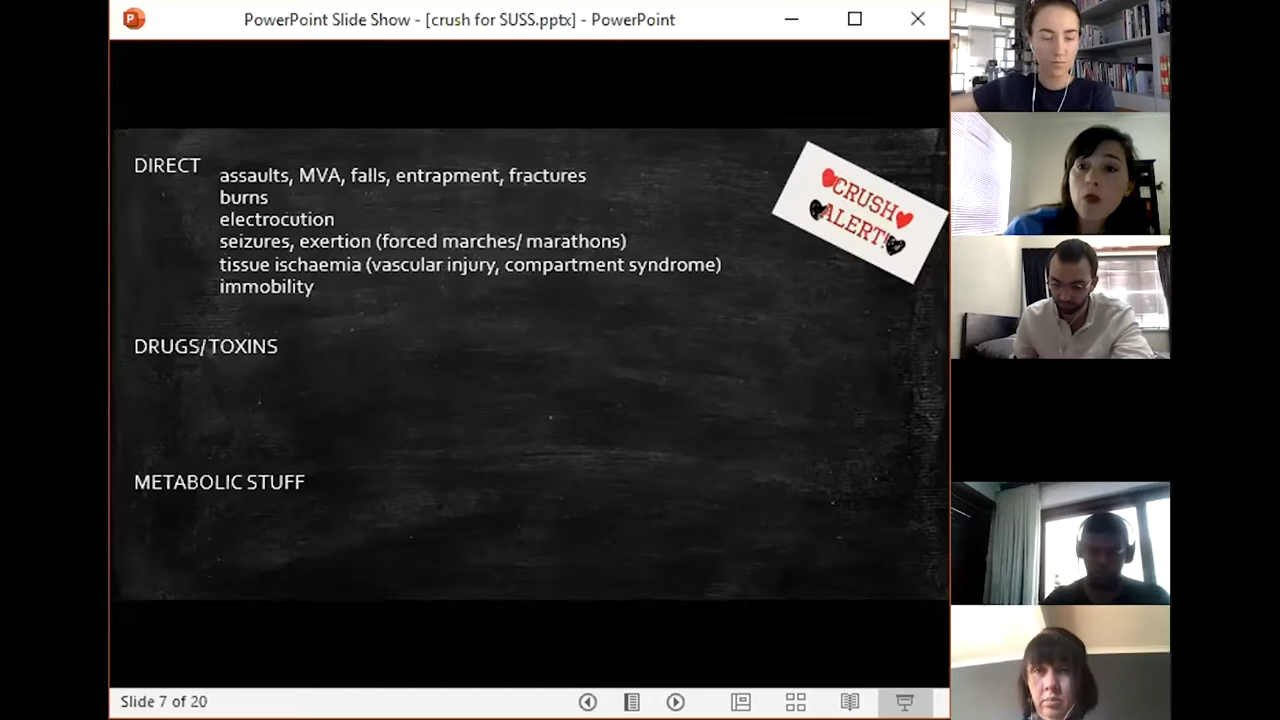 PowerPoint Slide Show - [crush for SUSS.pptx] - PowerPoint
DIRECT
assaults, MVA, falls, entrapment, fractures
burns
electrocution
seizures, exertion (forced marches/ marathons)
tissue ischaemia (vascular injury, compartment syndrome)
immobility
CRUSH
ALERT!
DRUGS/TOXINS
METABOLIC STUFF
Slide 7 of 20